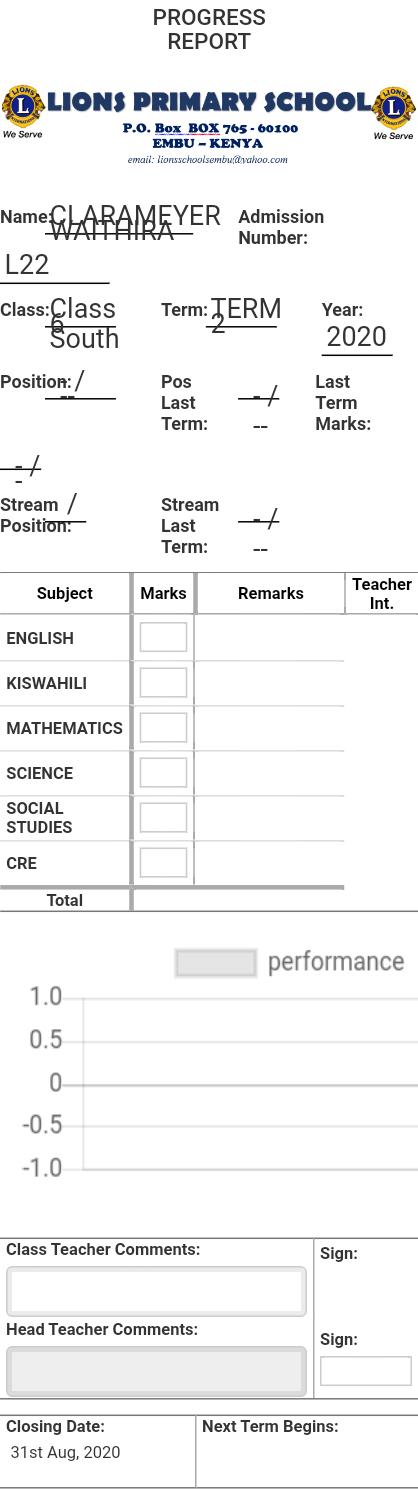 PROGRESS
REPORT
LIONS PRIMARY SCHOOL
We Serve
We Serve
P.O. Box BOX 765 - 60100
EMBU – KENYA
email: lionsschoolsembu@yahoo.com
Name: CLARAMEYER WAITHIRA
Admission Number:
L22
Class: Class 6 South
Term: TERM 2
Year: 2020
Position: - / --
Pos Last Term: - / --
Last Term Marks:
- / -
Stream Position: /
Stream Last Term: - / --
Subject Marks Remarks Teacher Int.
ENGLISH
KISWAHILI
MATHEMATICS
SCIENCE
SOCIAL
STUDIES
CRE
Total
performance
1.0
0.5
0
-0.5
-1.0
Class Teacher Comments:
Sign:
Head Teacher Comments:
Sign:
Closing Date:
Next Term Begins:
31st Aug, 2020